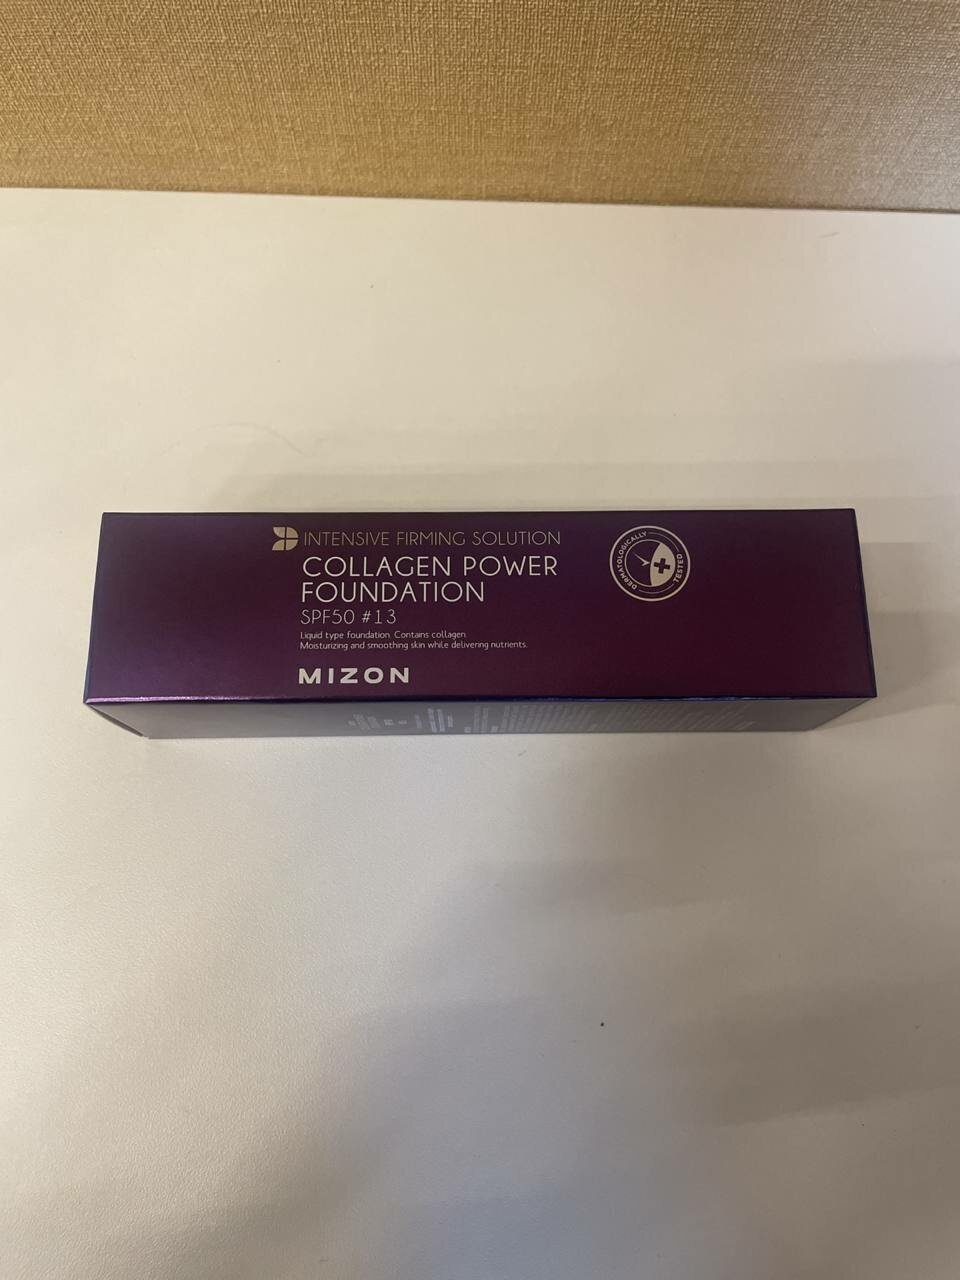 INTENSIVE FIRMING SOLUTION
COLLAGEN POWER
FOUNDATION
SPF50 #13
Liquid type foundation. Contains collagen.
Moisturizing and smoothing skin while delivering nutrients.
MIZON
DERMATOLOGICALLY
TESTED